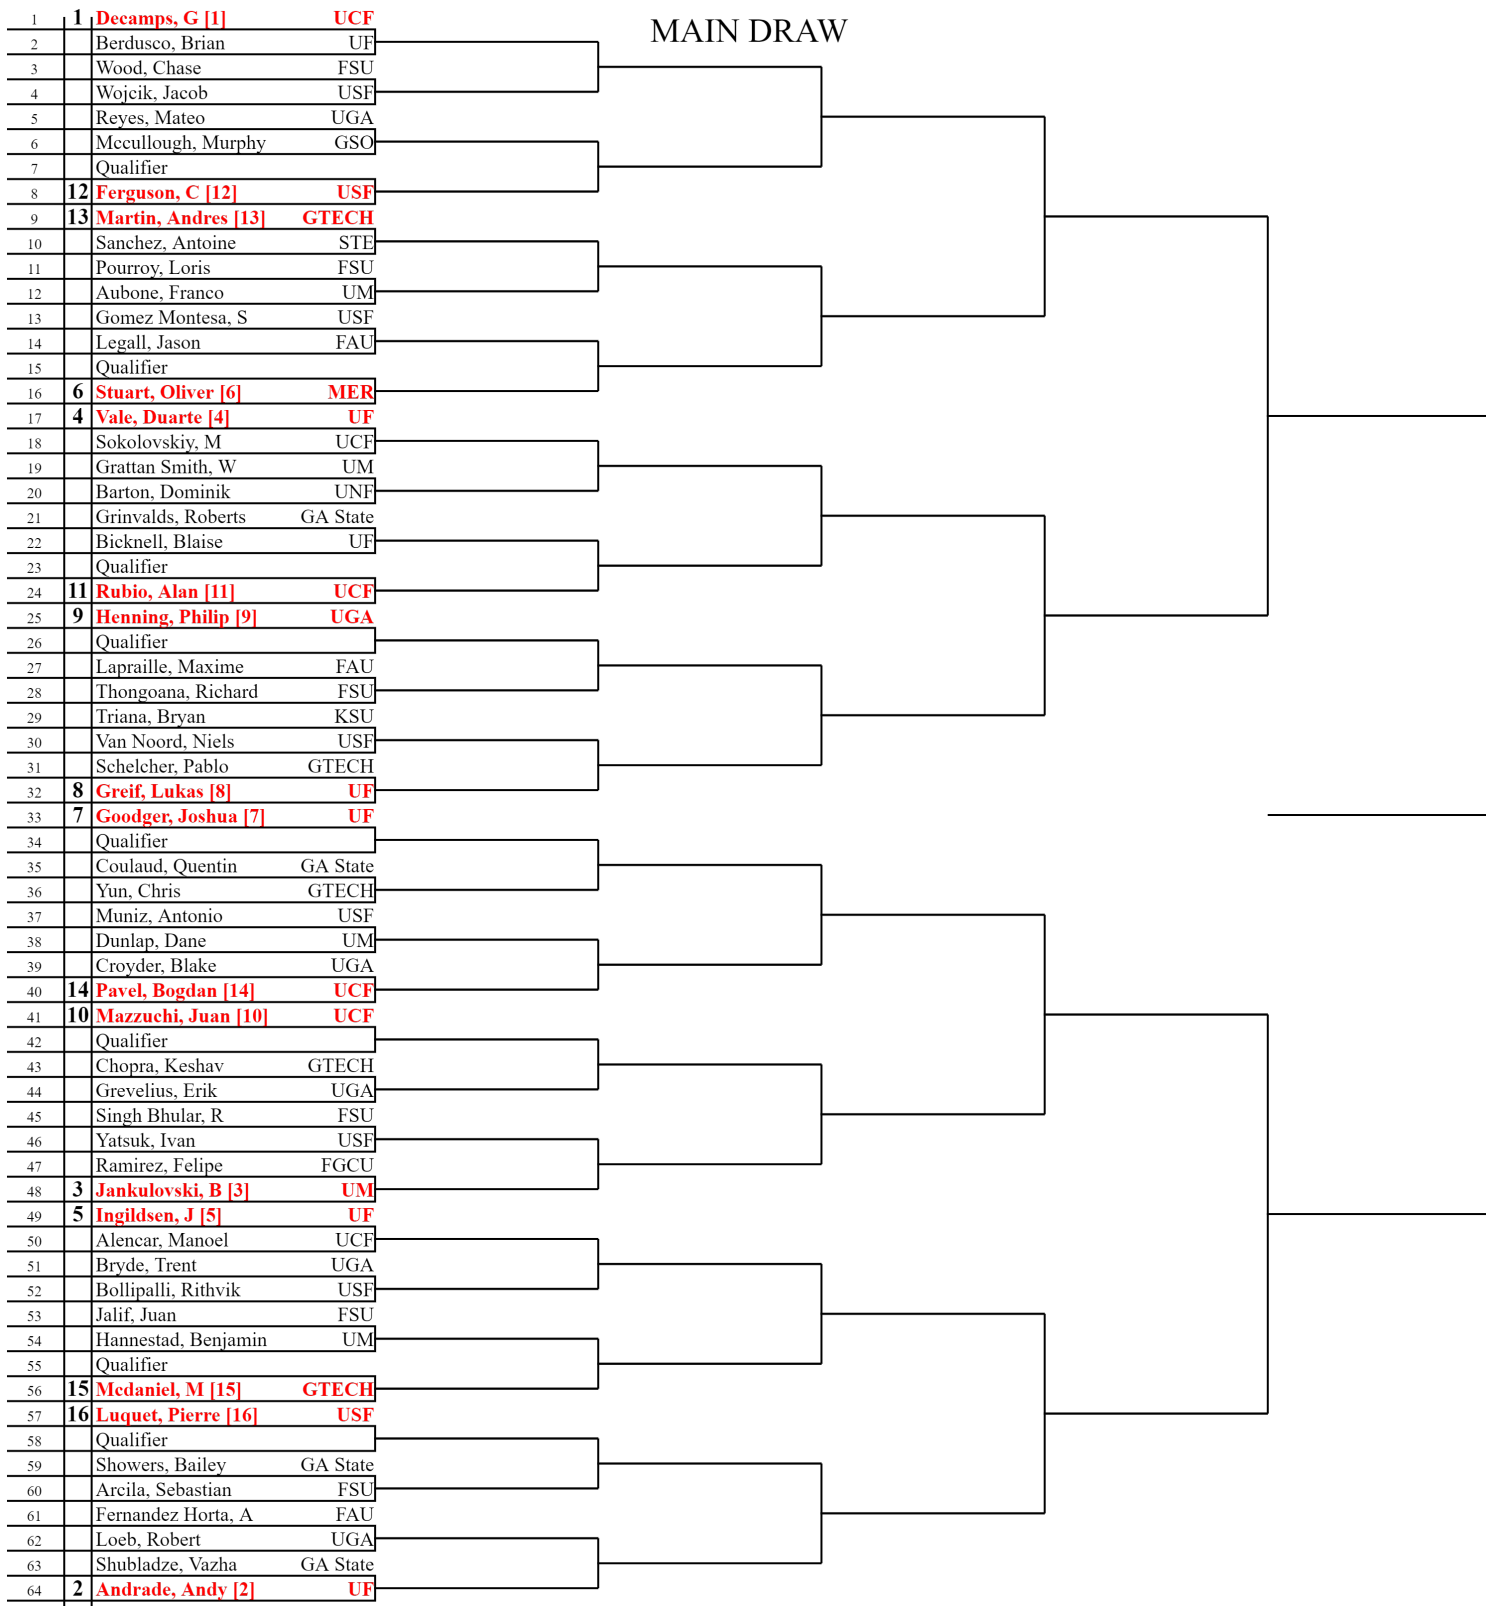 MAIN DRAW
1 1 Decamps, G [1] UCF
2 Berdusco, Brian UF
3 Wood, Chase FSU
4 Wojcik, Jacob USF
5 Reyes, Mateo UGA
6 Mccullough, Murphy GSO
7 Qualifier
8 12 Ferguson, C [12] USF
9 13 Martin, Andres [13] GTECH
10 Sanchez, Antoine STE
11 Pourroy, Loris FSU
12 Aubone, Franco UM
13 Gomez Montesa, S USF
14 Legall, Jason FAU
15 Qualifier
16 6 Stuart, Oliver [6] MER
17 4 Vale, Duarte [4] UF
18 Sokolovskiy, M UCF
19 Grattan Smith, W UM
20 Barton, Dominik UNF
21 Grinvalds, Roberts GA State
22 Bicknell, Blaise UF
23 Qualifier
24 11 Rubio, Alan [11] UCF
25 9 Henning, Philip [9] UGA
26 Qualifier
27 Lapraille, Maxime FAU
28 Thongoana, Richard FSU
29 Triana, Bryan KSU
30 Van Noord, Niels USF
31 Schelcher, Pablo GTECH
32 8 Greif, Lukas [8] UF
33 7 Goodger, Joshua [7] UF
34 Qualifier
35 Coulaud, Quentin GA State
36 Yun, Chris GTECH
37 Muniz, Antonio USF
38 Dunlap, Dane UM
39 Croyder, Blake UGA
40 14 Pavel, Bogdan [14] UCF
41 10 Mazzuchi, Juan [10] UCF
42 Qualifier
43 Chopra, Keshav GTECH
44 Grevelius, Erik UGA
45 Singh Bhular, R FSU
46 Yatsuk, Ivan USF
47 Ramirez, Felipe FGCU
48 3 Jankulovski, B [3] UM
49 5 Ingildsen, J [5] UF
50 Alencar, Manoel UCF
51 Bryde, Trent UGA
52 Bollipalli, Rithvik USF
53 Jalif, Juan FSU
54 Hannestad, Benjamin UM
55 Qualifier
56 15 Mcdaniel, M [15] GTECH
57 16 Luquet, Pierre [16] USF
58 Qualifier
59 Showers, Bailey GA State
60 Arcila, Sebastian FSU
61 Fernandez Horta, A FAU
62 Loeb, Robert UGA
63 Shubladze, Vazha GA State
64 2 Andrade, Andy [2] UF